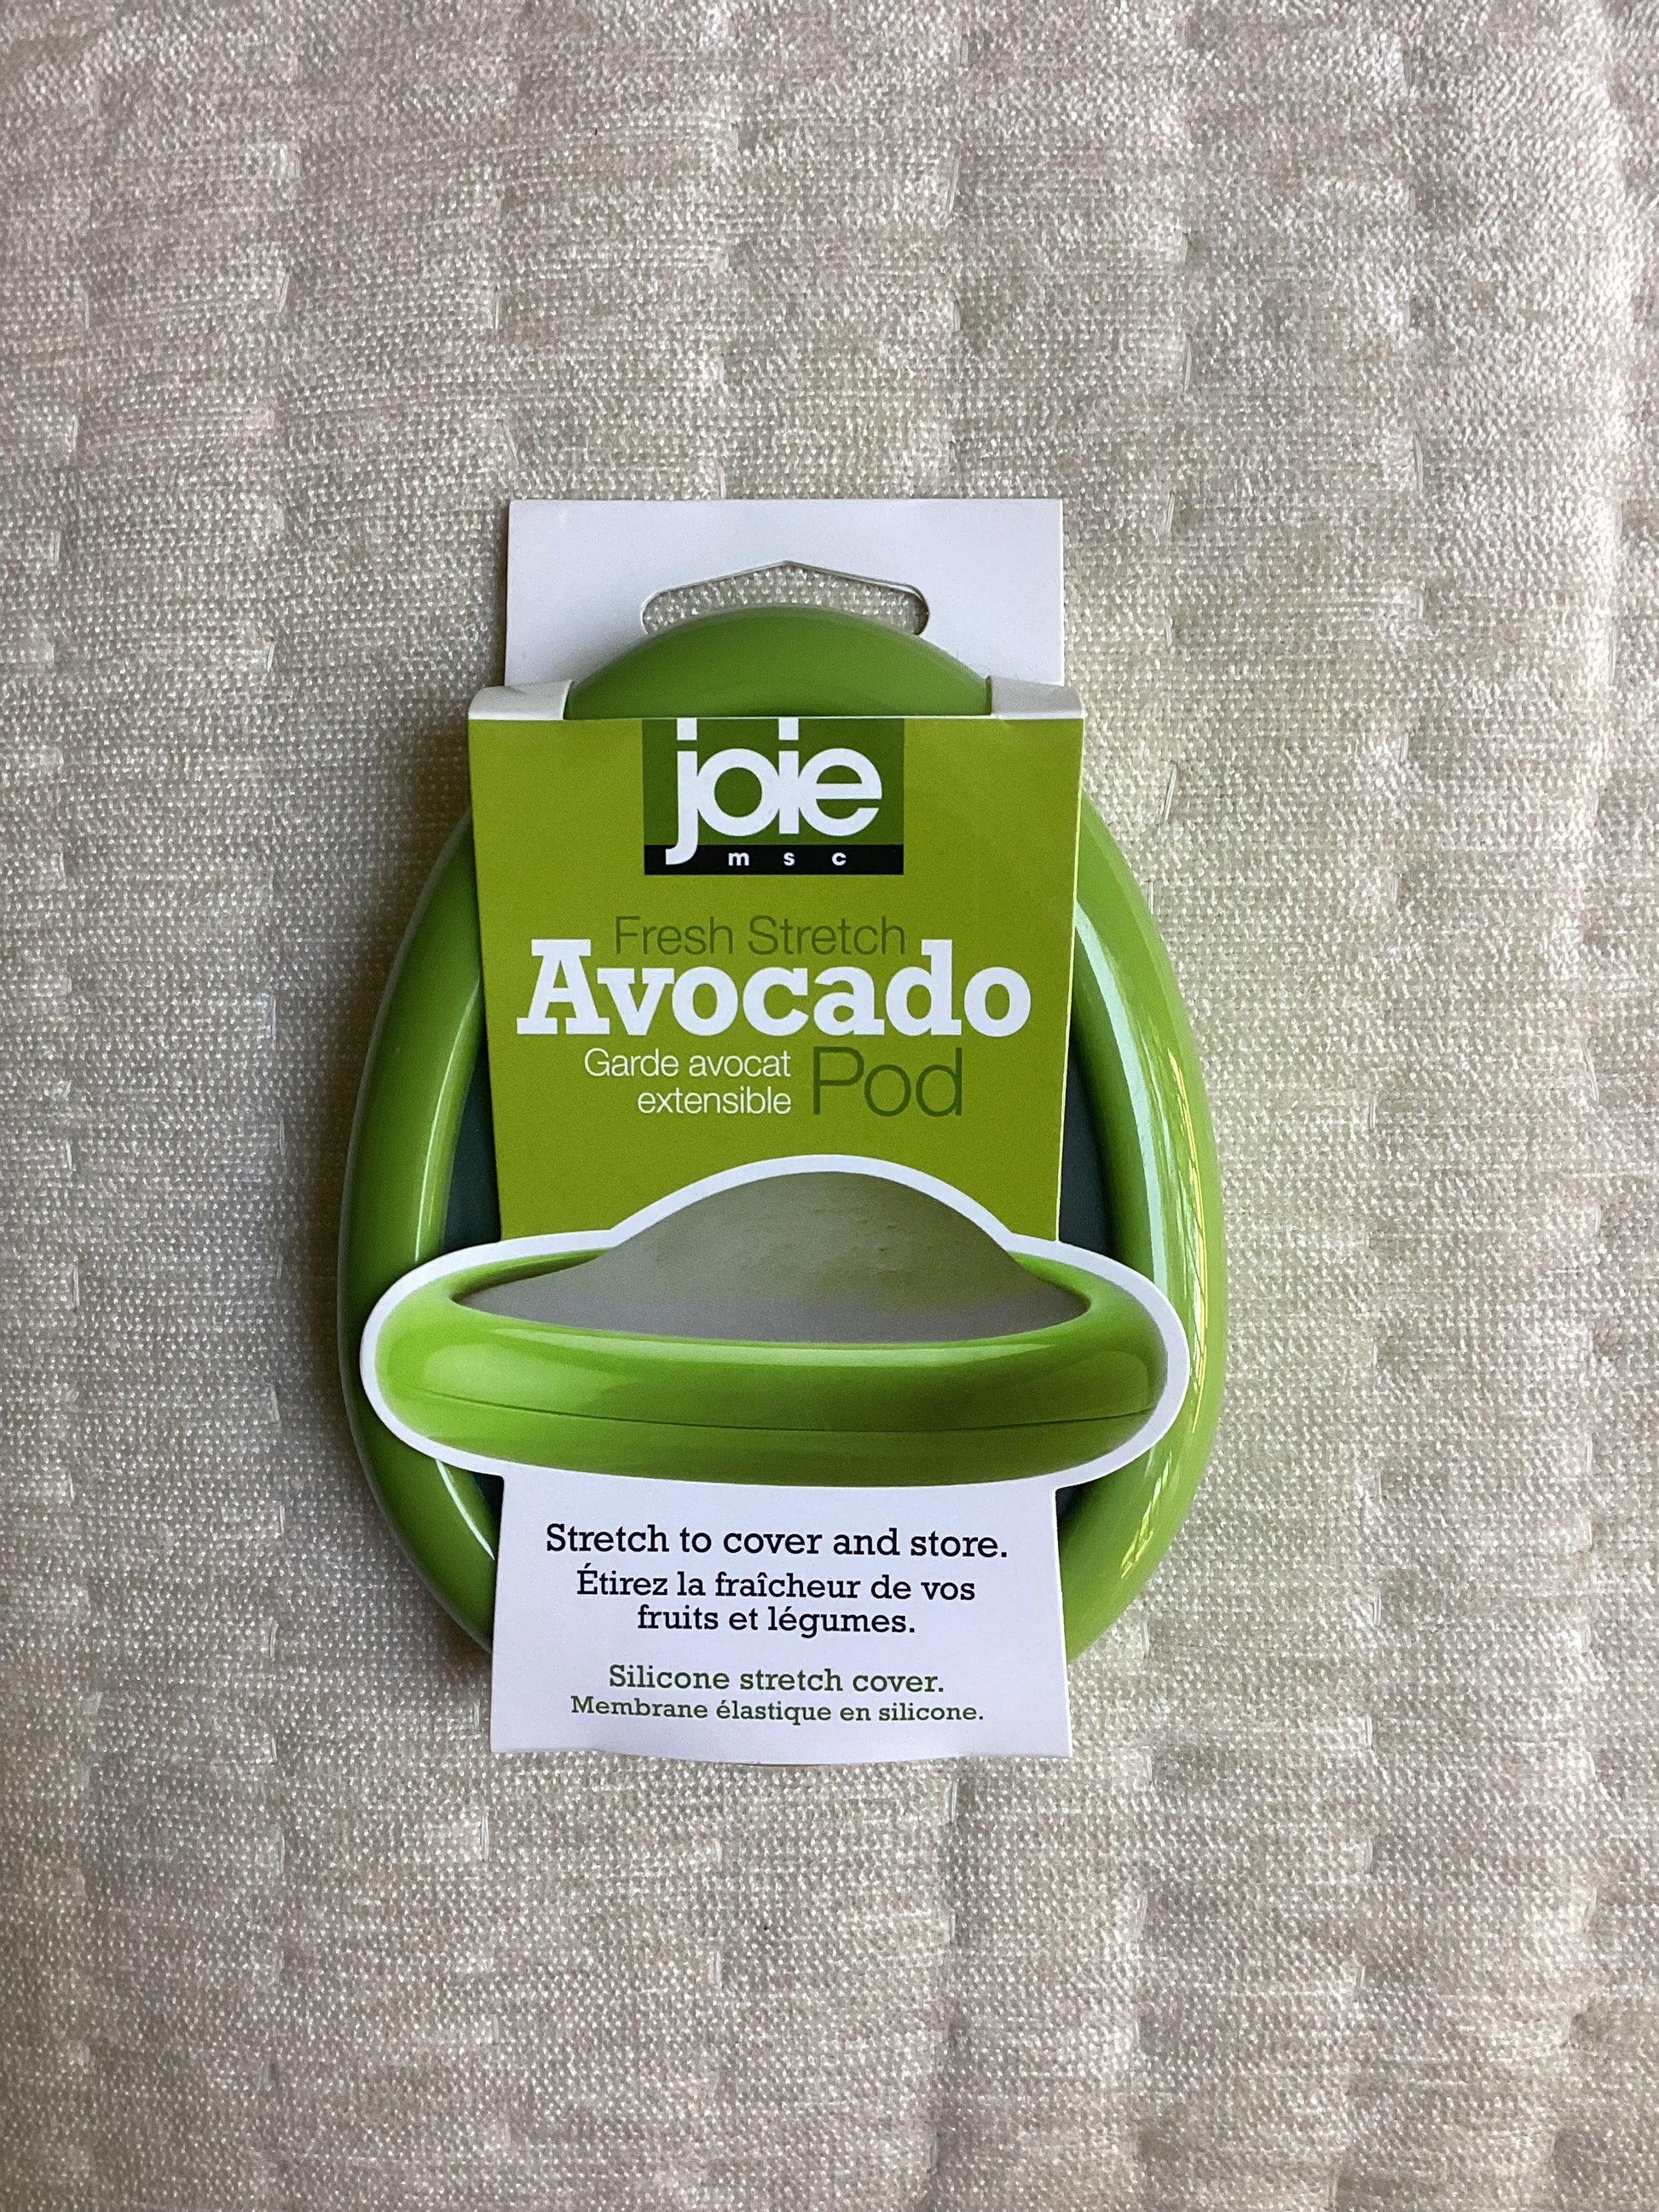 joie
msc
Fresh Stretch
Avocado
Garde avocat
extensible
Pod
Stretch to cover and store.
Étirez la fraîcheur de vos
fruits et légumes.
Silicone stretch cover.
Membrane élastique en silicone.